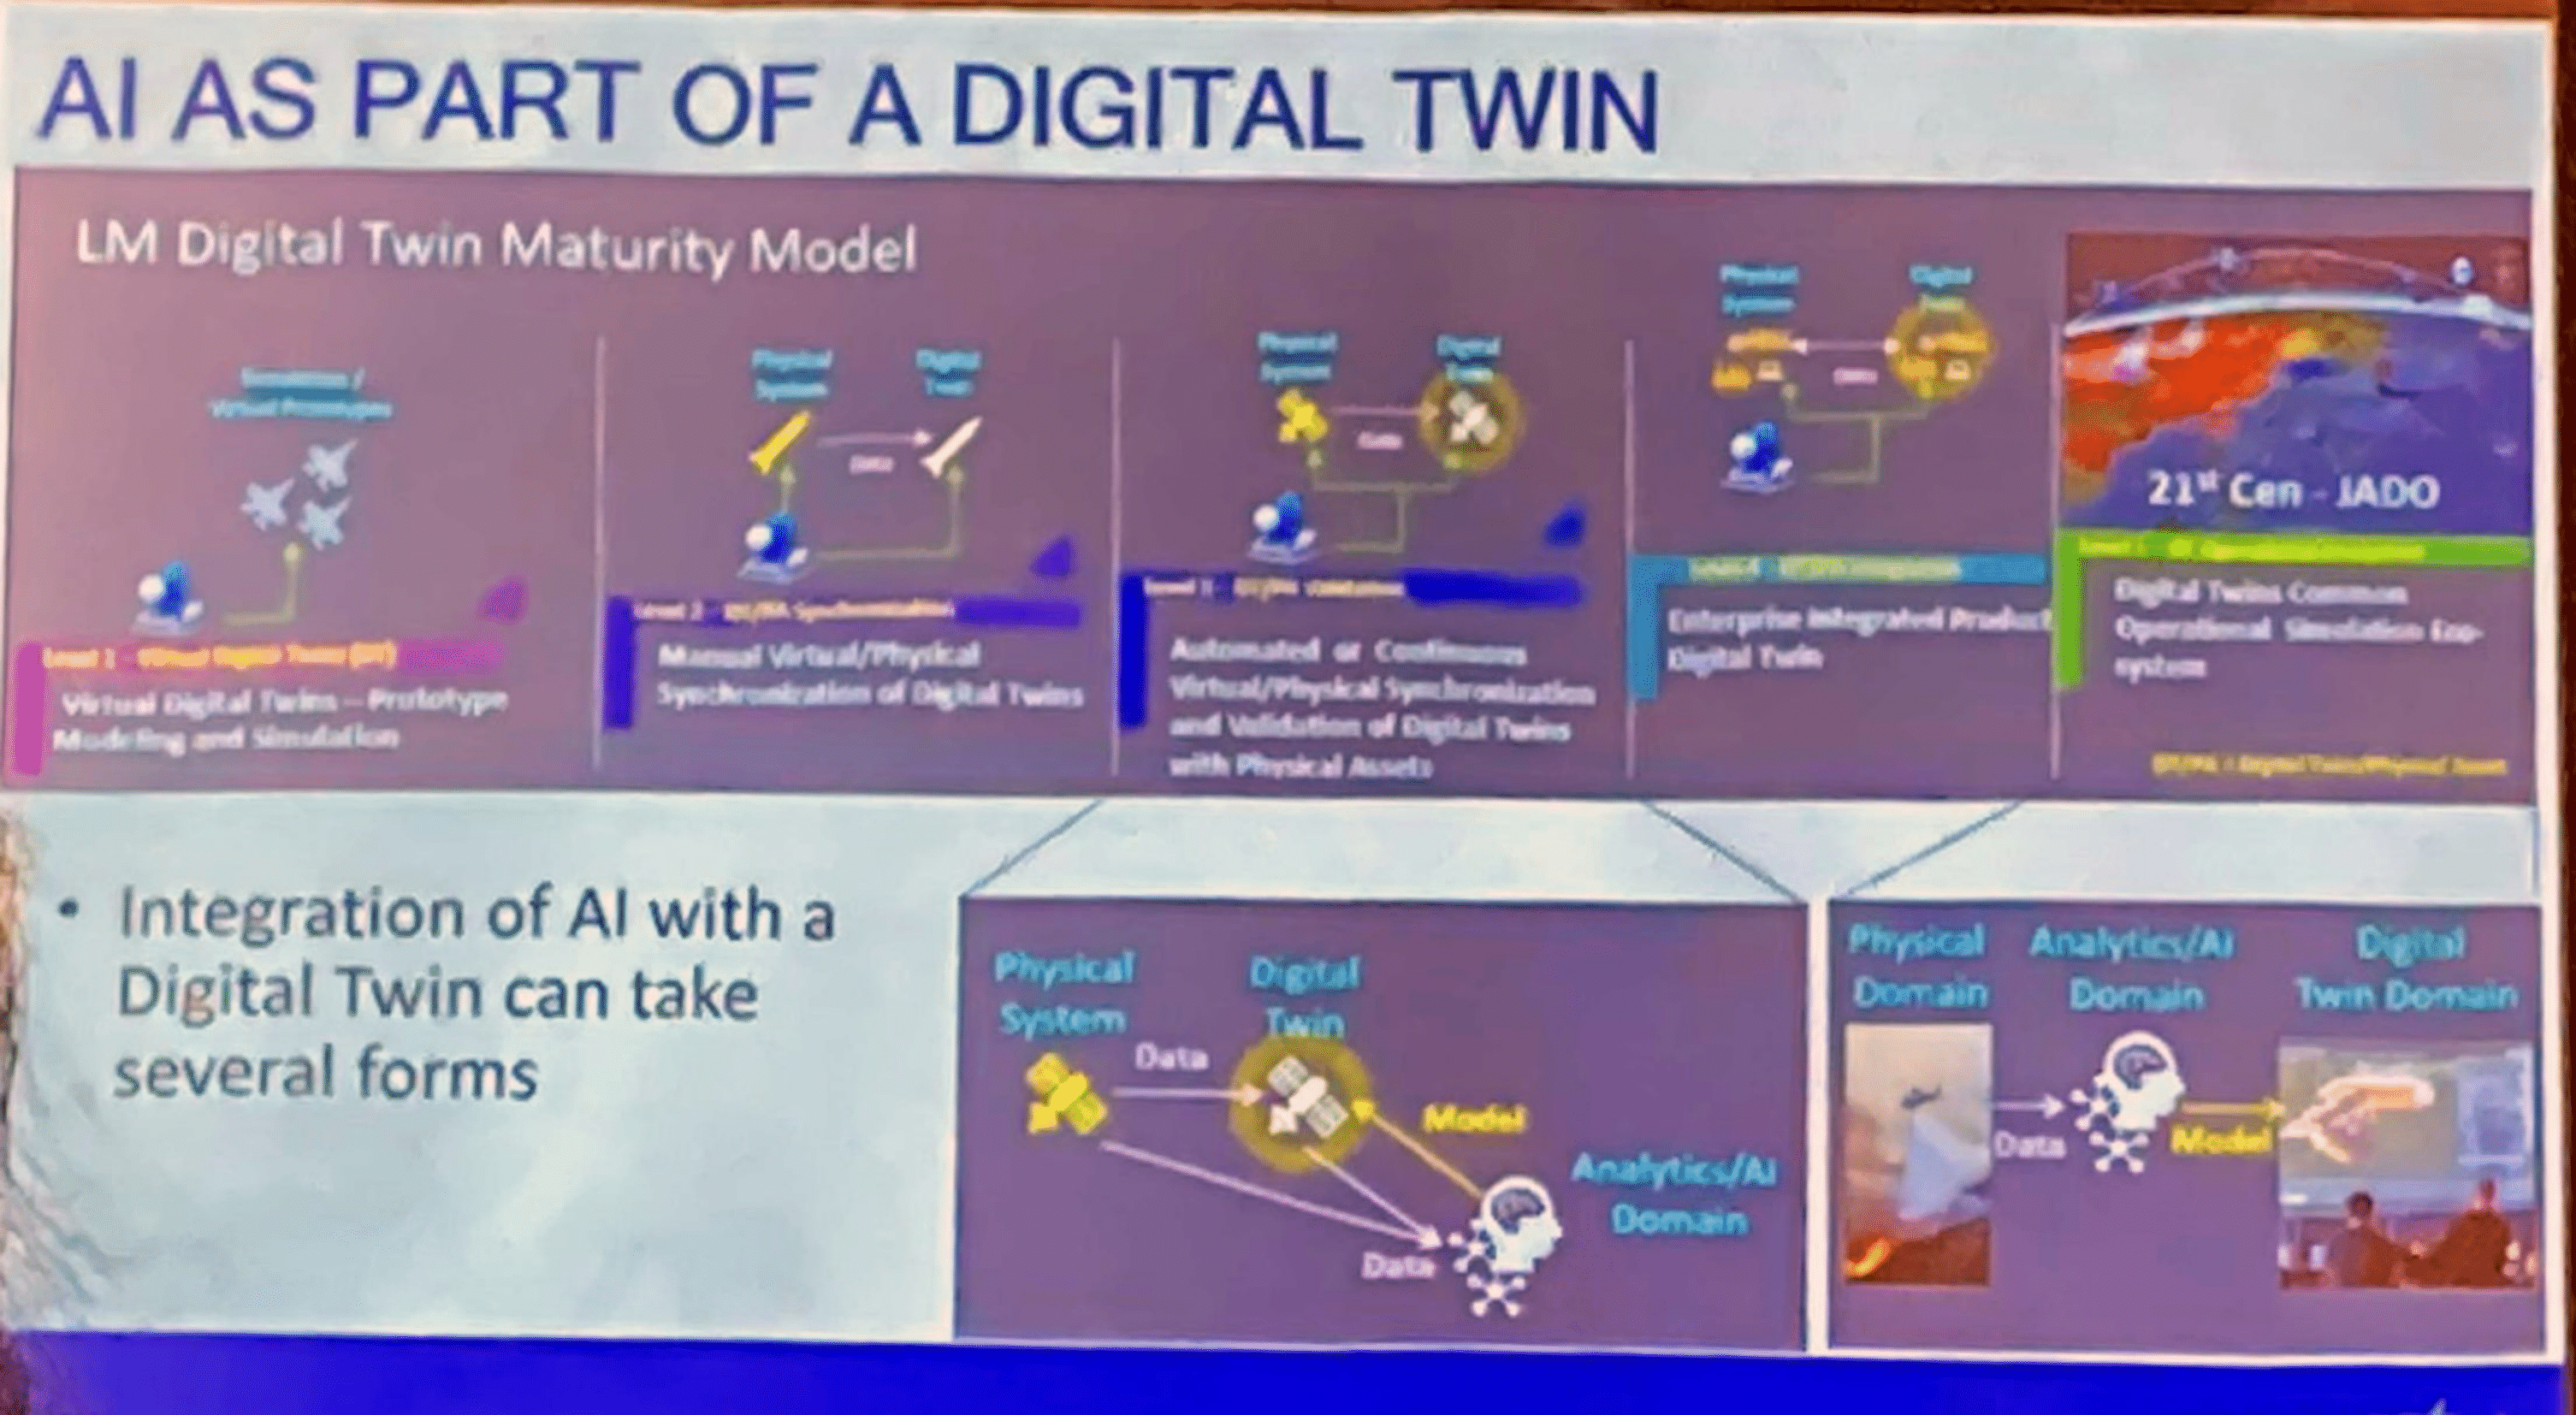 AI AS PART OF A DIGITAL TWIN
LM Digital Twin Maturity Model
Virtual Prototypes
Physical
System
Digital
Twin
Data
Physical
System
Digital
Twin
Data
Physical
System
Digital
Twin
Data
21st Cen - JADO
Level 1 - Virtual Digital Twins (DT)
Virtual Digital Twins – Prototype
Modeling and Simulation
Level 2 - DT/PA Synchronization
Manual Virtual/Physical
Synchronization of Digital Twins
Level 3 - DT/PA Validation
Automated or Continuous
Virtual/Physical Synchronization
and Validation of Digital Twins
with Physical Assets
Level 4 -
Enterprise Integrated Product
Digital Twin
Level 5 -
Digital Twins Common
Operational Simulation Eco-
system
DT/PA = Digital Twin/Physical Asset
• Integration of AI with a
Digital Twin can take
several forms
Physical
System
Digital
Twin
Data
Model
Analytics/AI
Domain
Data
Physical
Domain
Analytics/AI
Domain
Digital
Twin Domain
Data
Model